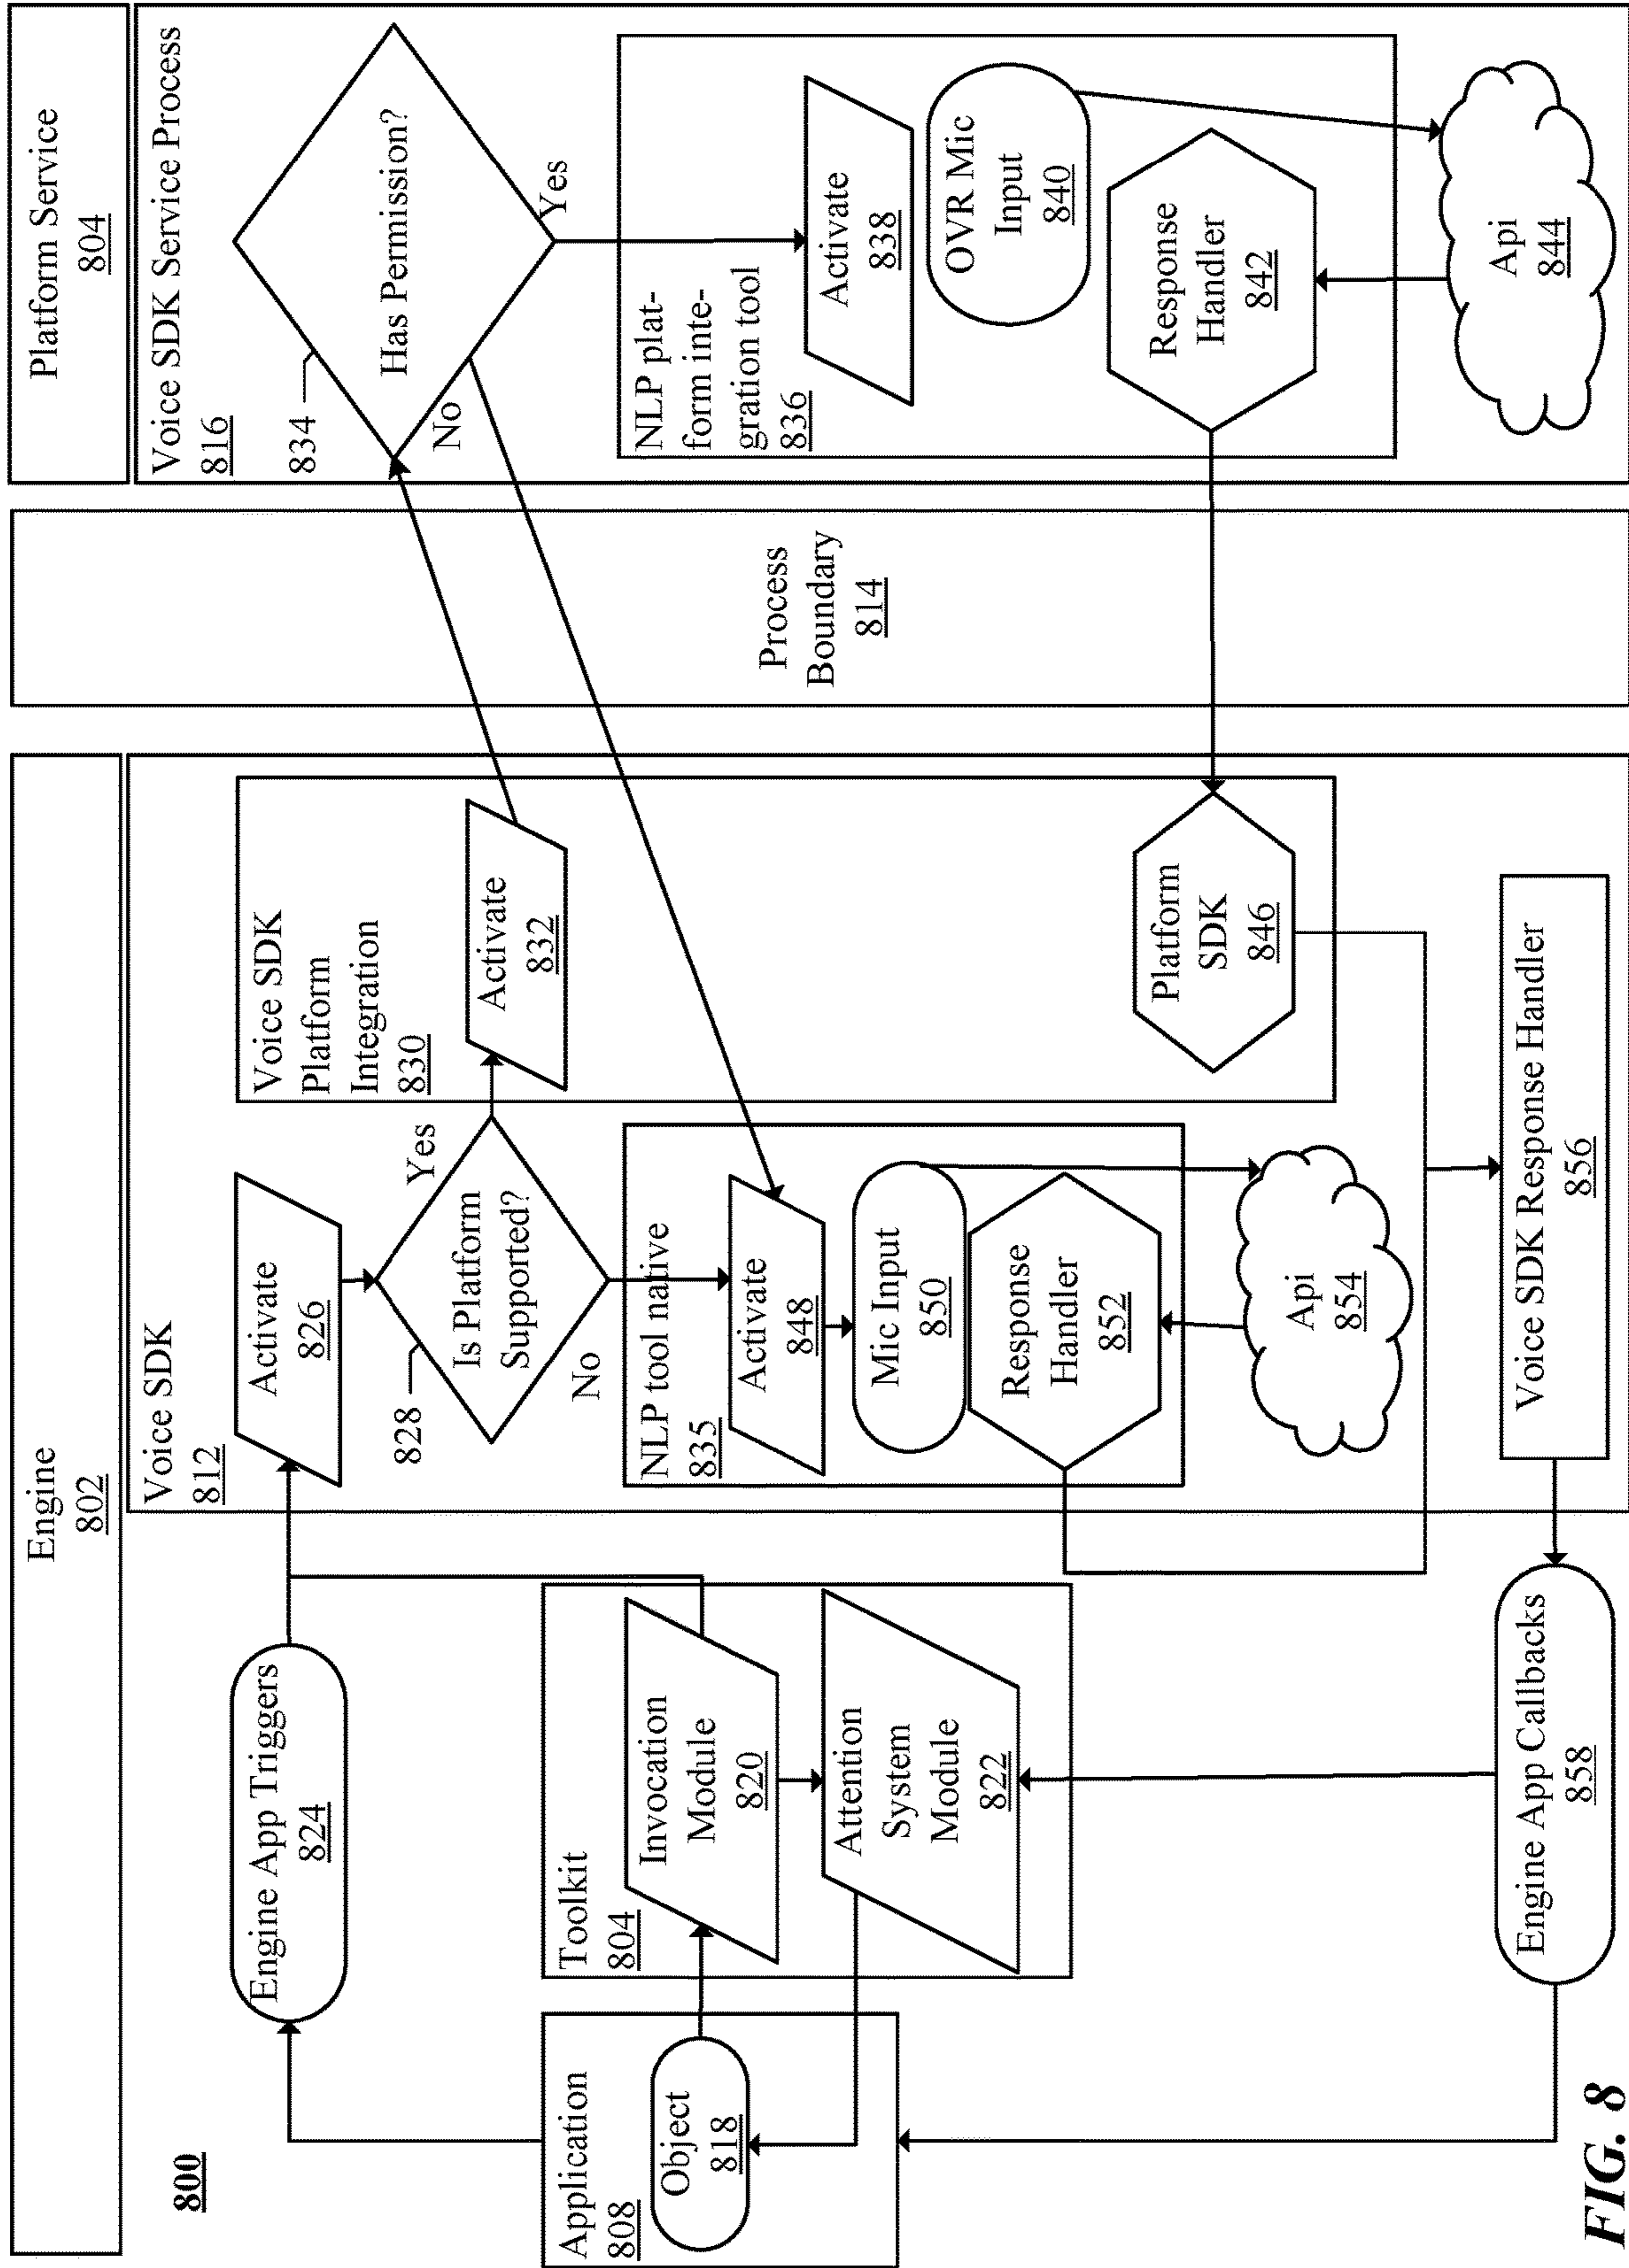 Engine
802
Platform Service
804
800
Application
808
Object
818
Engine App Triggers
824
Toolkit
804
Invocation
Module
820
Attention
System
Module
822
Engine App Callbacks
858
Voice SDK
812
Activate
826
828
Is Platform
Supported?
Yes
No
NLP tool native
835
Activate
848
Mic Input
850
Response
Handler
852
Api
854
Voice SDK
Platform
Integration
830
Activate
832
Platform
SDK
846
Voice SDK Response Handler
856
Process
Boundary
814
Voice SDK Service Process
816
834
Has Permission?
No
Yes
NLP plat-
form inte-
gration tool
836
Activate
838
OVR Mic
Input
840
Response
Handler
842
Api
844
FIG. 8